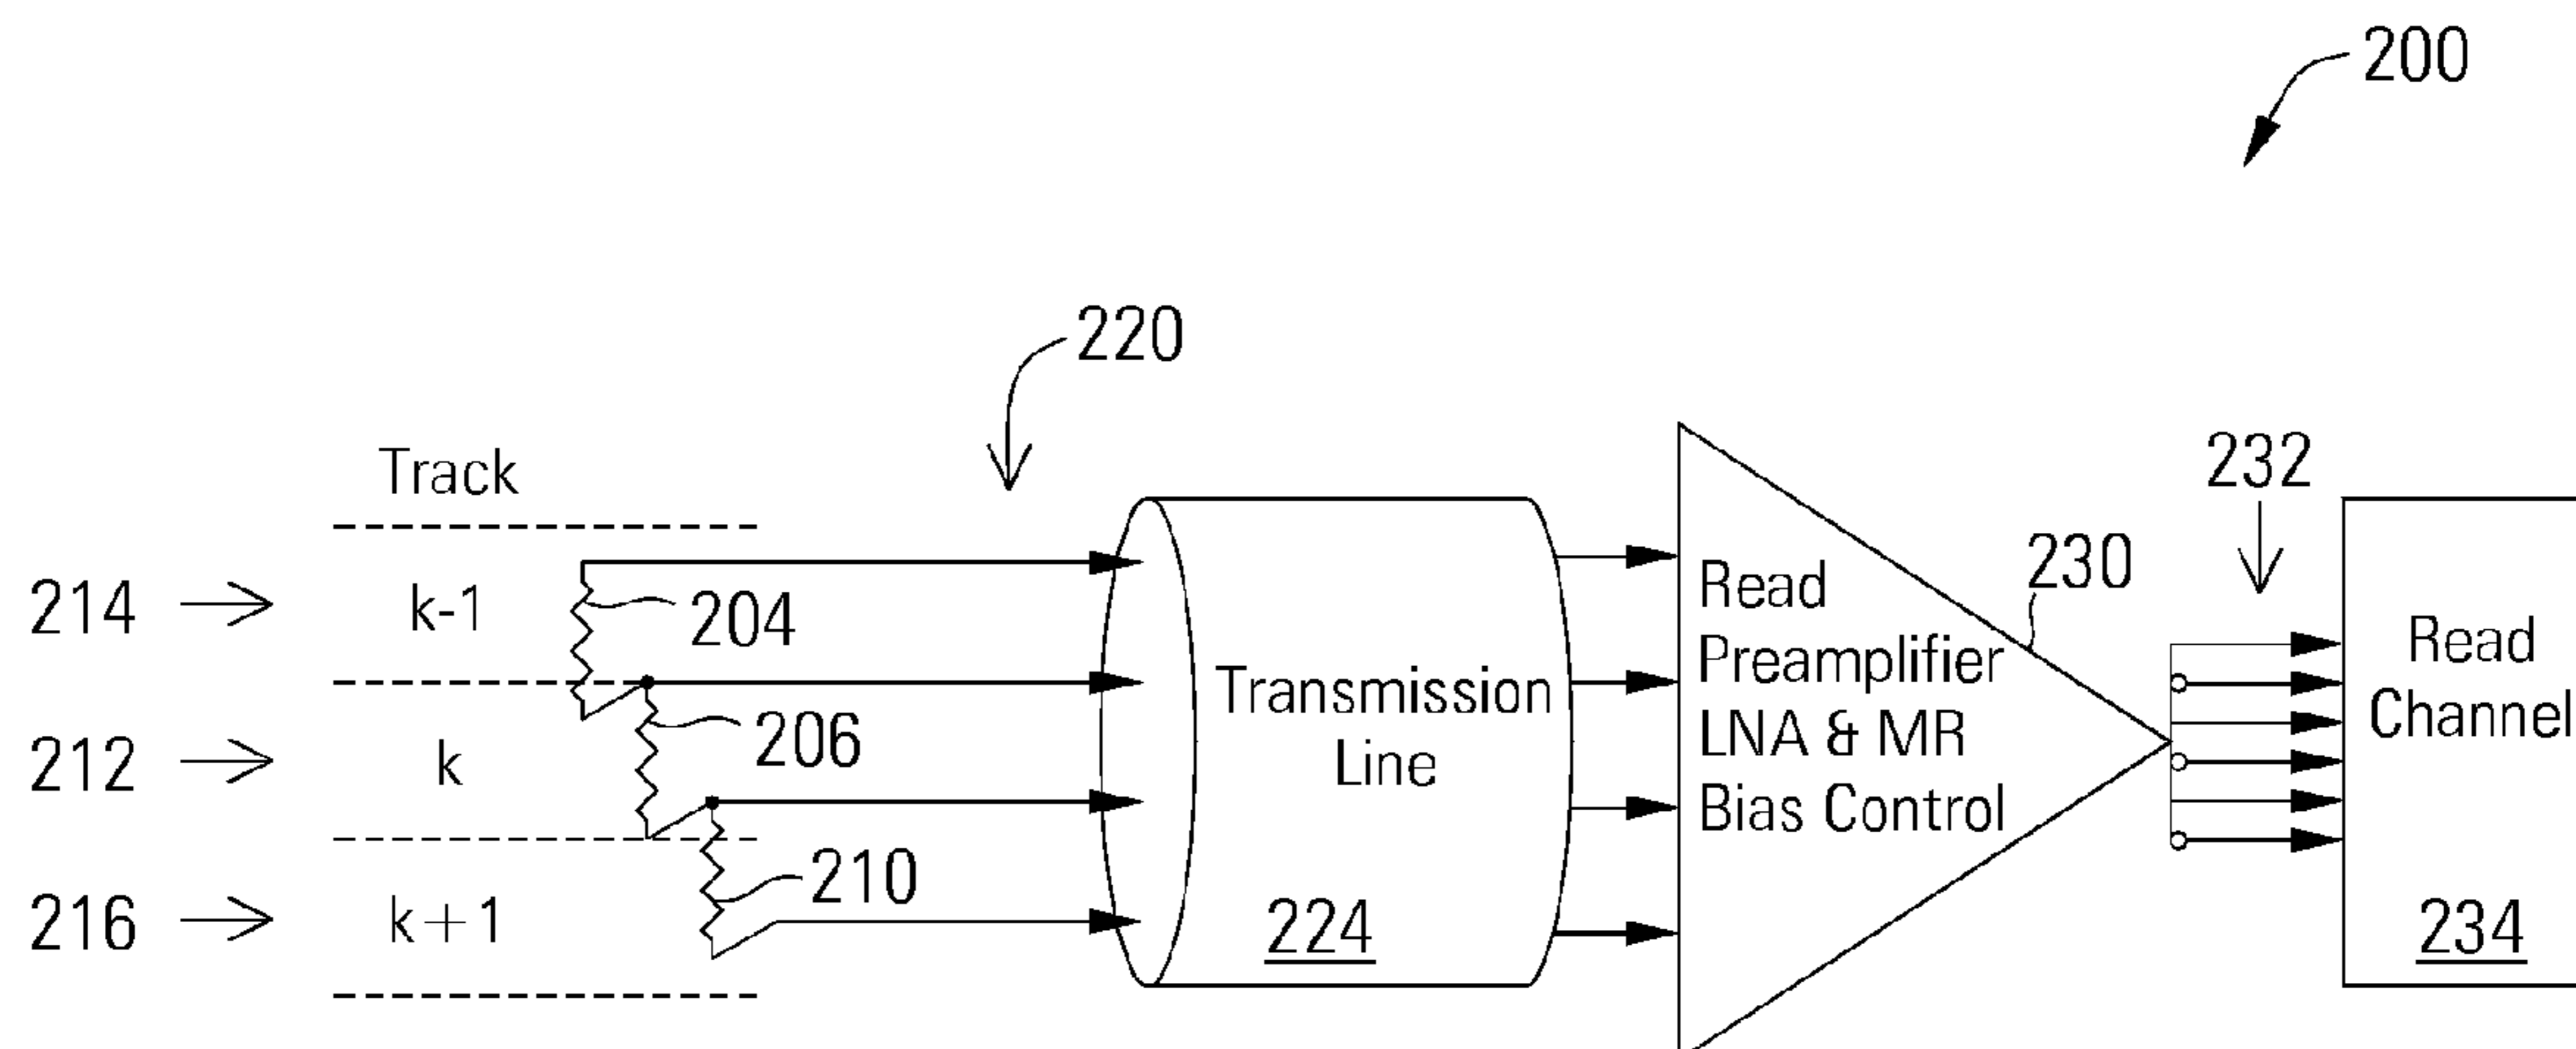 200
220
232
Track
230
214
k-1
204
Read
Preamplifier
LNA & MR
Bias Control
Read
Channel
Transmission
Line
212
k
206
216
k+1
210
224
234